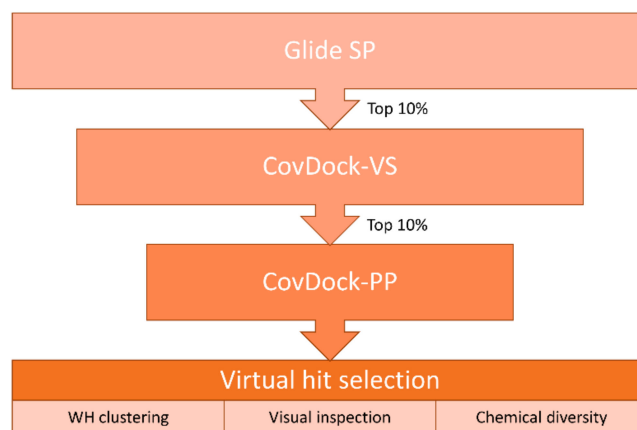 Glide SP
Top 10%
CovDock-VS
Top 10%
CovDock-PP
Virtual hit selection
WH clustering
Visual inspection
Chemical diversity